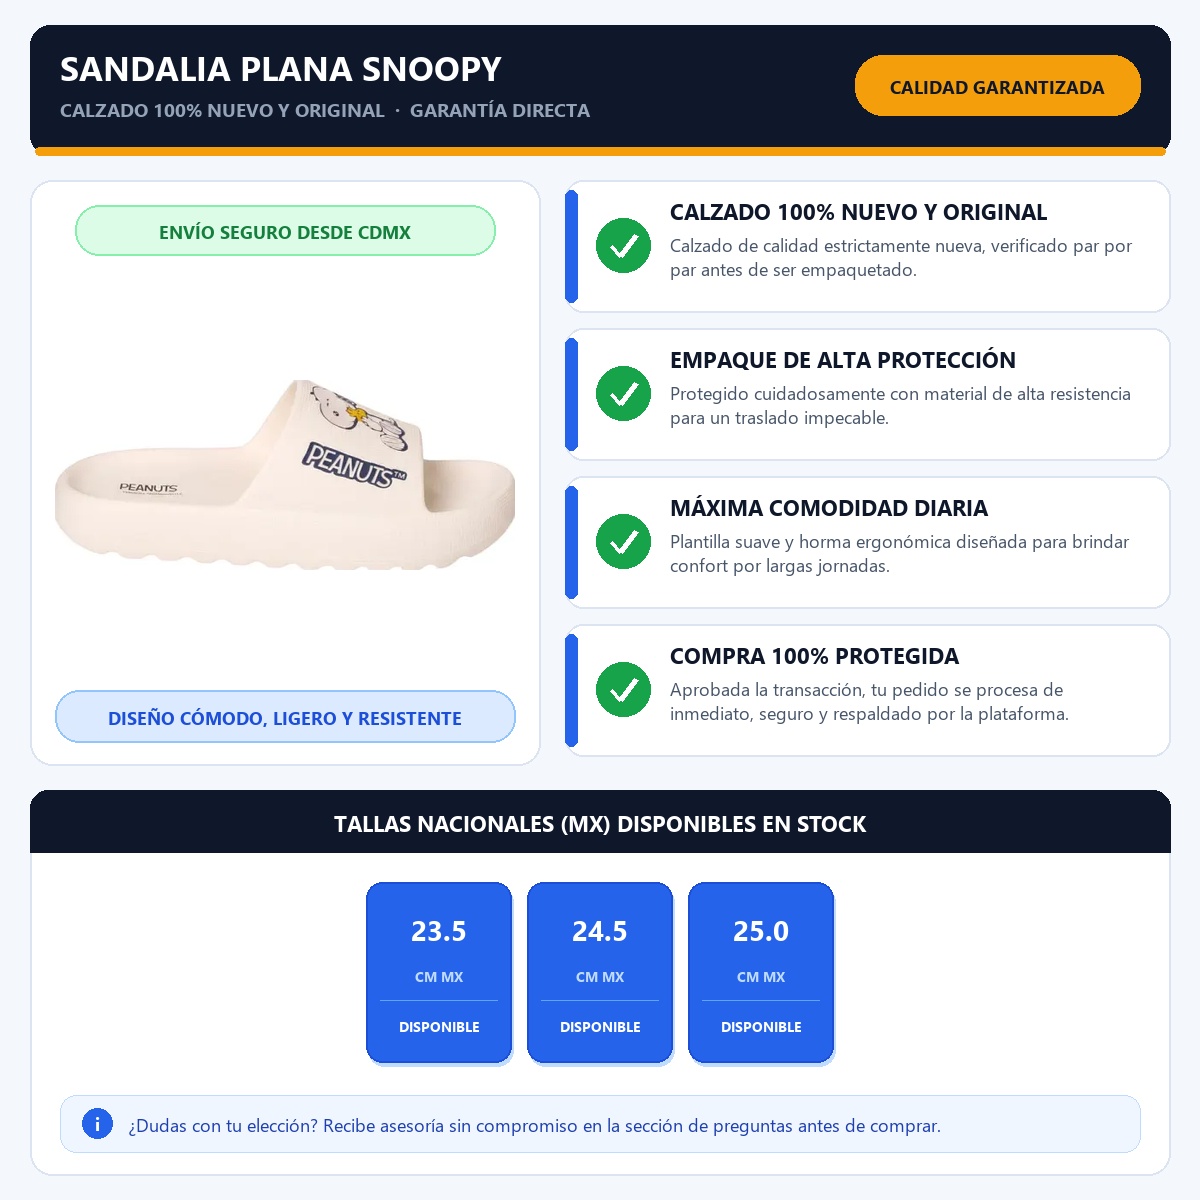 SANDALIA PLANA SNOOPY
CALZADO 100% NUEVO Y ORIGINAL · GARANTÍA DIRECTA
CALIDAD GARANTIZADA
ENVÍO SEGURO DESDE CDMX
PEANUTS
PEANUTS™
DISEÑO CÓMODO, LIGERO Y RESISTENTE
CALZADO 100% NUEVO Y ORIGINAL
Calzado de calidad estrictamente nueva, verificado par por
par antes de ser empaquetado.
EMPAQUE DE ALTA PROTECCIÓN
Protegido cuidadosamente con material de alta resistencia
para un traslado impecable.
MÁXIMA COMODIDAD DIARIA
Plantilla suave y horma ergonómica diseñada para brindar
confort por largas jornadas.
COMPRA 100% PROTEGIDA
Aprobada la transacción, tu pedido se procesa de
inmediato, seguro y respaldado por la plataforma.
TALLAS NACIONALES (MX) DISPONIBLES EN STOCK
23.5
CM MX
DISPONIBLE
24.5
CM MX
DISPONIBLE
25.0
CM MX
DISPONIBLE
¿Dudas con tu elección? Recibe asesoría sin compromiso en la sección de preguntas antes de comprar.